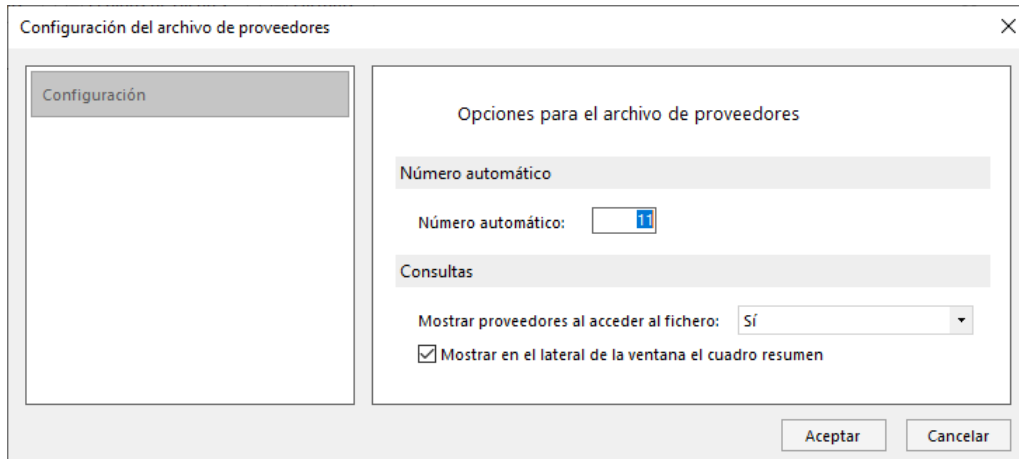 Configuración del archivo de proveedores
Configuración
Opciones para el archivo de proveedores
Número automático
Número automático: 11
Consultas
Mostrar proveedores al acceder al fichero: Sí
Mostrar en el lateral de la ventana el cuadro resumen
Aceptar Cancelar